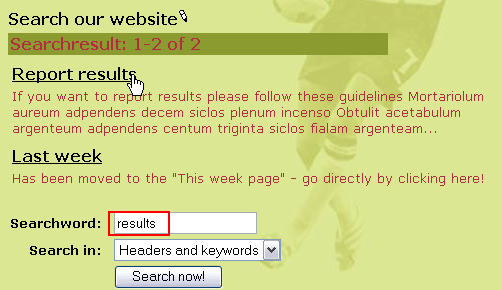 Search our website
Searchresult: 1-2 of 2
Report results
If you want to report results please follow these guidelines Mortariolum
aureum adpendens decem siclos plenum incenso Obtulit acetabulum
argenteum adpendens centum triginta siclos fialam argenteam...
Last week
Has been moved to the "This week page" - go directly by clicking here!
Searchword: results
Search in: Headers and keywords
Search now!